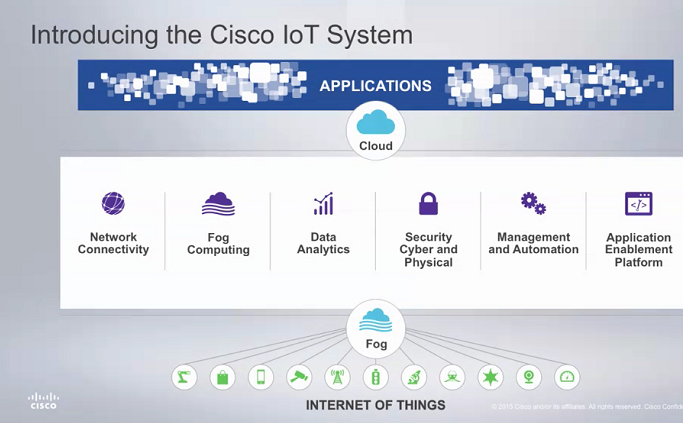 Introducing the Cisco IoT System
APPLICATIONS
Cloud
Network
Connectivity
Fog
Computing
Data
Analytics
Security
Cyber and
Physical
Management
and Automation
Application
Enablement
Platform
</>
Fog
INTERNET OF THINGS
CISCO
© 2015 Cisco and/or its affiliates. All rights reserved. Cisco